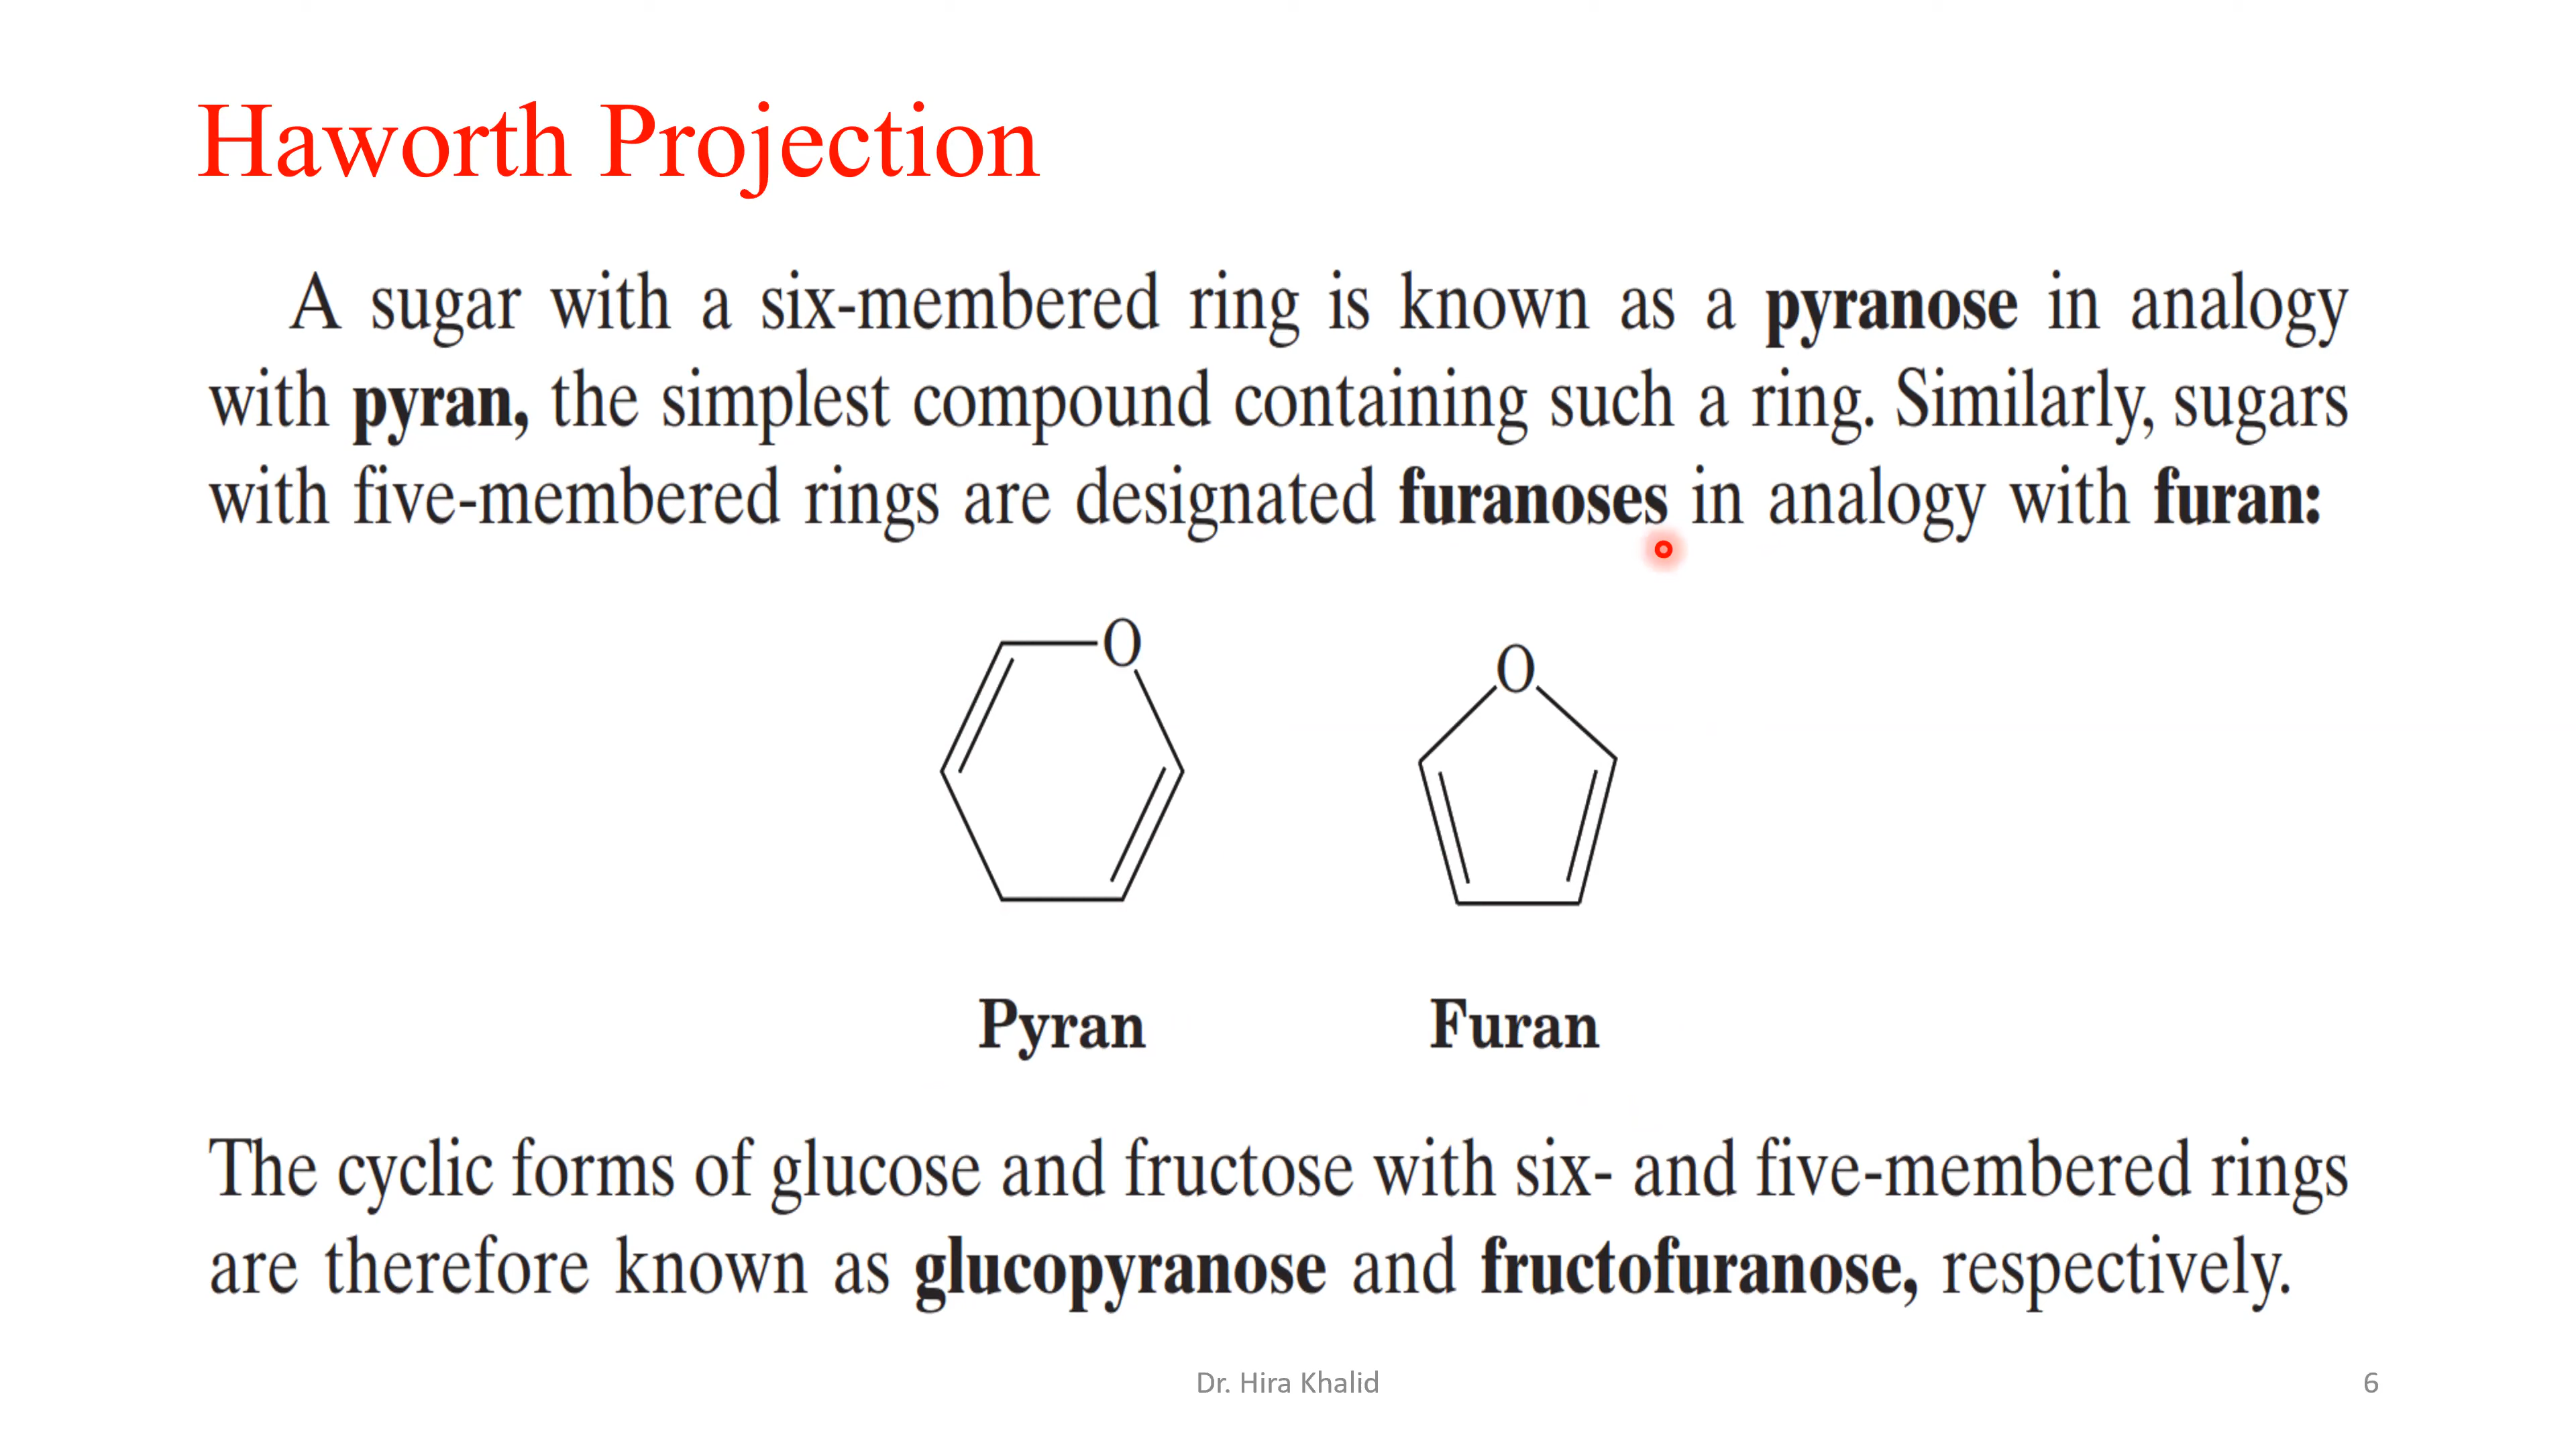 Haworth Projection
A sugar with a six-membered ring is known as a pyranose in analogy
with pyran, the simplest compound containing such a ring. Similarly, sugars
with five-membered rings are designated furanoses in analogy with furan:
O
O
Pyran Furan
The cyclic forms of glucose and fructose with six- and five-membered rings
are therefore known as glucopyranose and fructofuranose, respectively.
Dr. Hira Khalid 6